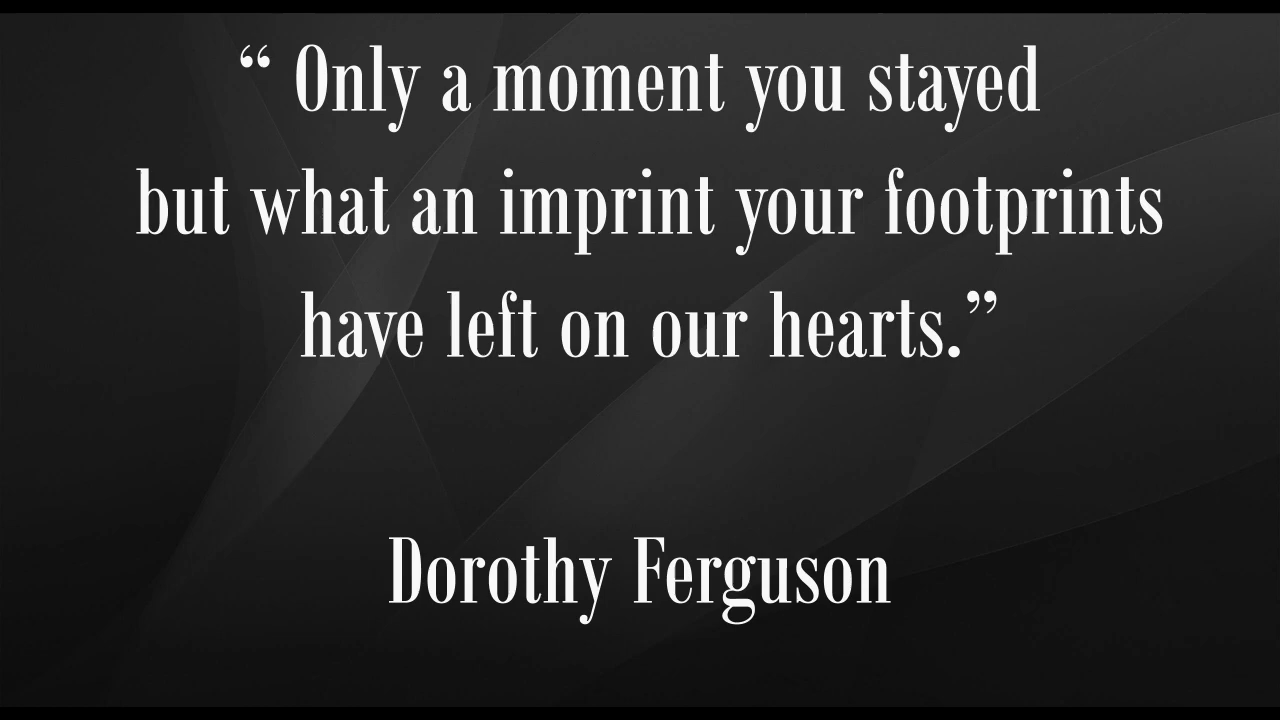 “ Only a moment you stayed
but what an imprint your footprints
have left on our hearts.”
Dorothy Ferguson